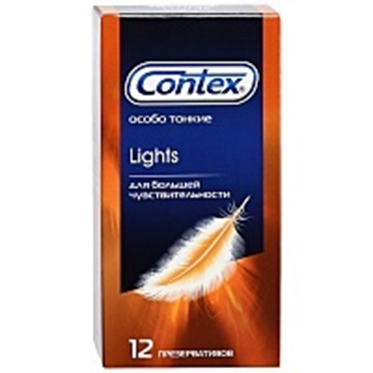 Contex®
особо тонкие
Lights
для большей
чувствительности
12 презервативов